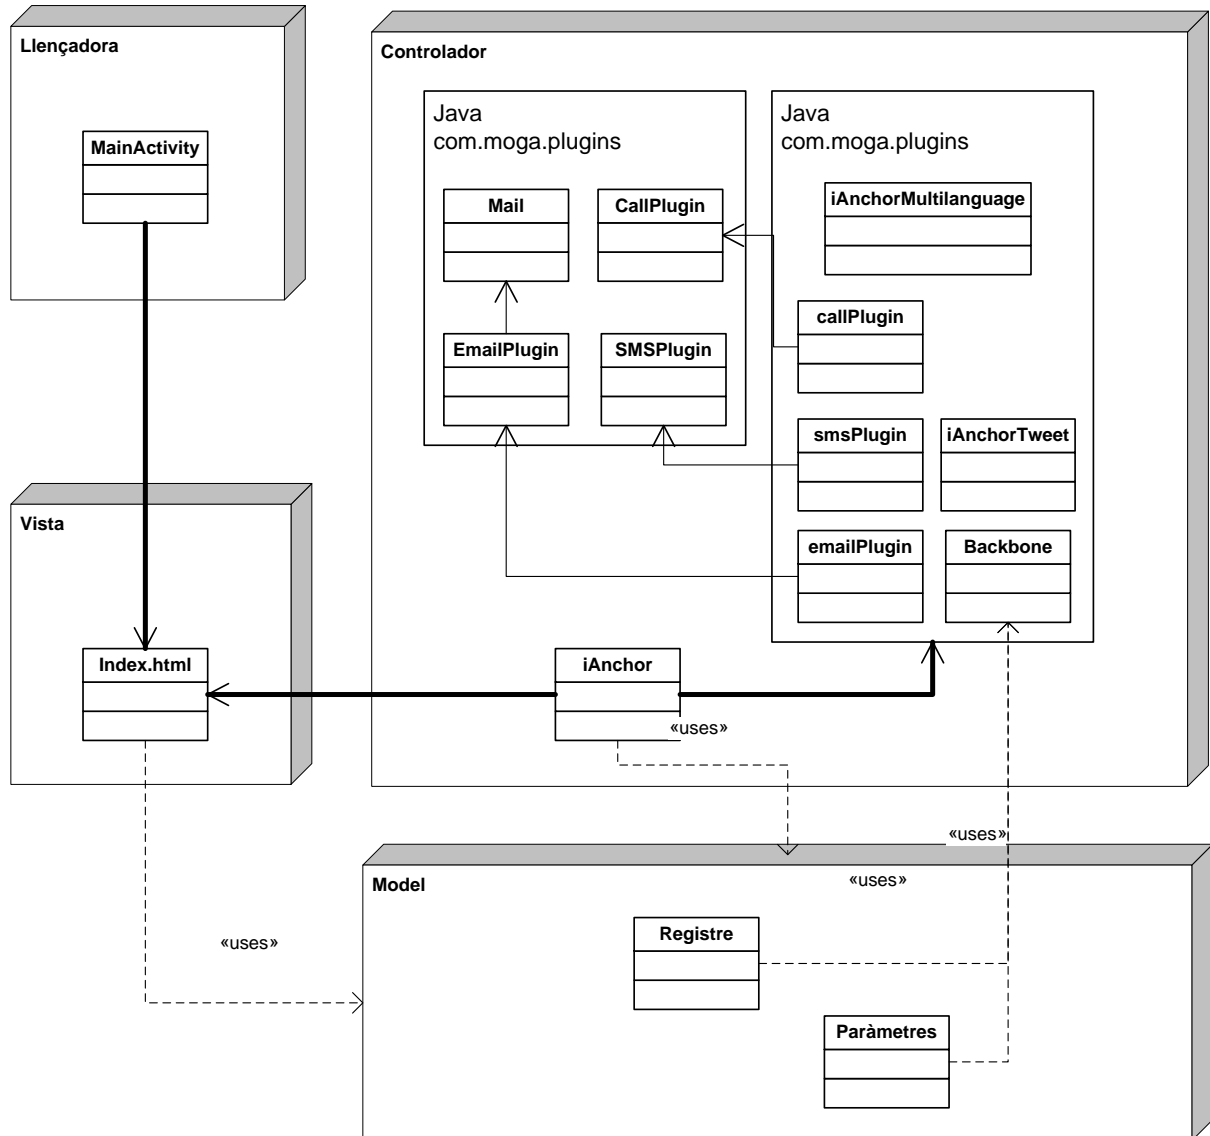 Llençadora
MainActivity
Controlador
Java
com.moga.plugins
Mail
CallPlugin
EmailPlugin
SMSPlugin
Java
com.moga.plugins
iAnchorMultilanguage
callPlugin
smsPlugin
iAnchorTweet
emailPlugin
Backbone
Vista
Index.html
iAnchor
«uses»
«uses»
«uses»
«uses»
Model
Registre
Paràmetres